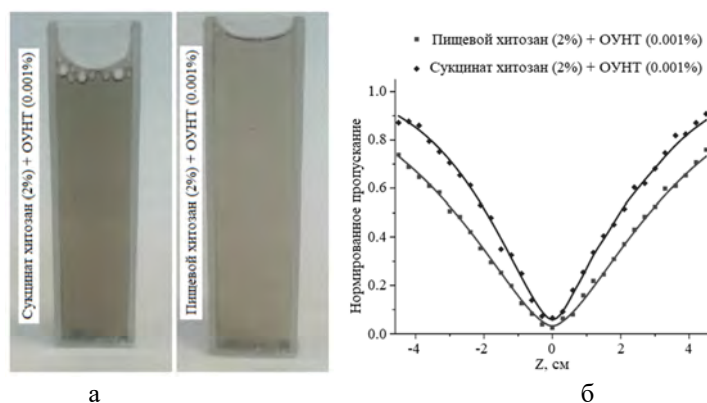 Сукцинат хитозан (2%) + ОУНТ (0.001%)
Пищевой хитозан (2%) + ОУНТ (0.001%)
а
Пищевой хитозан (2%) + ОУНТ (0.001%)
Сукцинат хитозан (2%) + ОУНТ (0.001%)
Нормированное пропускание
1.0
0.8
0.6
0.4
0.2
0.0
-4 -2 0 2 4
Z, см
б